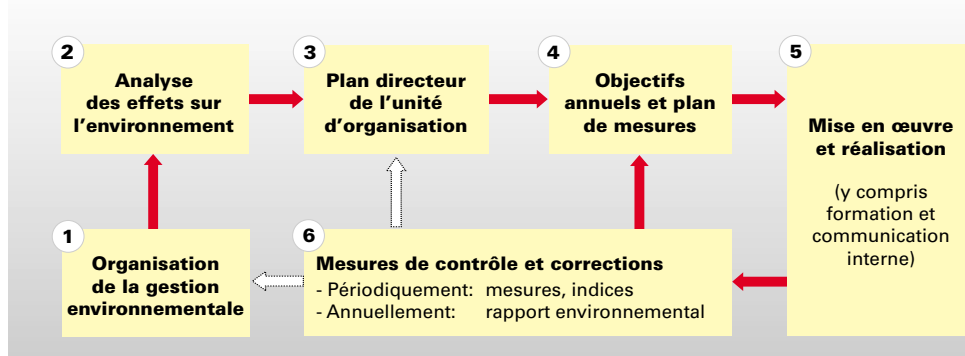 2
Analyse
des effets sur
l'environnement
3
Plan directeur
de l'unité
d'organisation
4
Objectifs
annuels et plan
de mesures
5
Mise en œuvre
et réalisation
(y compris
formation et
communication
interne)
1
Organisation
de la gestion
environnementale
6
Mesures de contrôle et corrections
- Périodiquement: mesures, indices
- Annuellement: rapport environnemental